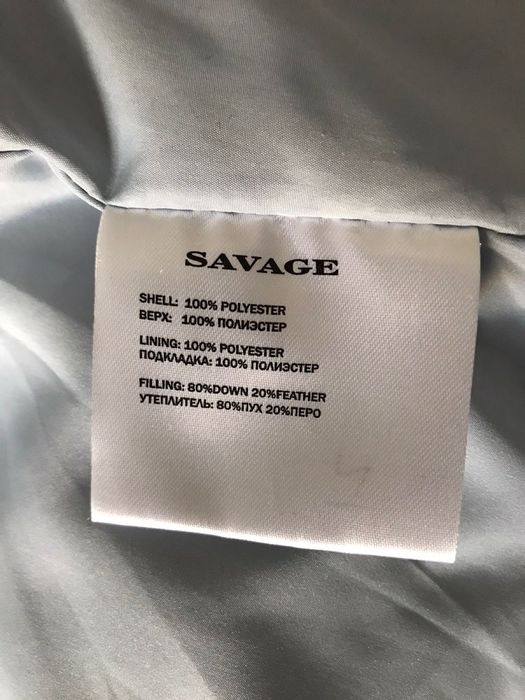 SAVAGE
SHELL: 100% POLYESTER
ВЕРХ: 100% ПОЛИЭСТЕР
LINING: 100% POLYESTER
ПОДКЛАДКА: 100% ПОЛИЭСТЕР
FILLING: 80%DOWN 20%FEATHER
УТЕПЛИТЕЛЬ: 80%ПУХ 20%ПЕРО